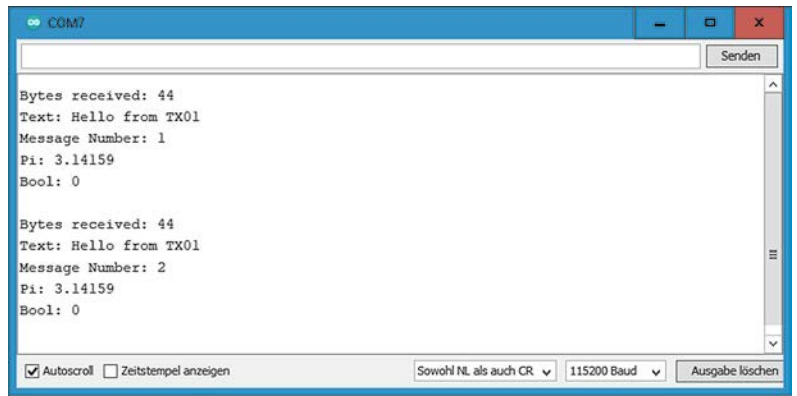 COM7
Senden
Bytes received: 44
Text: Hello from TX01
Message Number: 1
Pi: 3.14159
Bool: 0
Bytes received: 44
Text: Hello from TX01
Message Number: 2
Pi: 3.14159
Bool: 0
Autoscroll Zeitstempel anzeigen Sowohl NL als auch CR 115200 Baud Ausgabe löschen